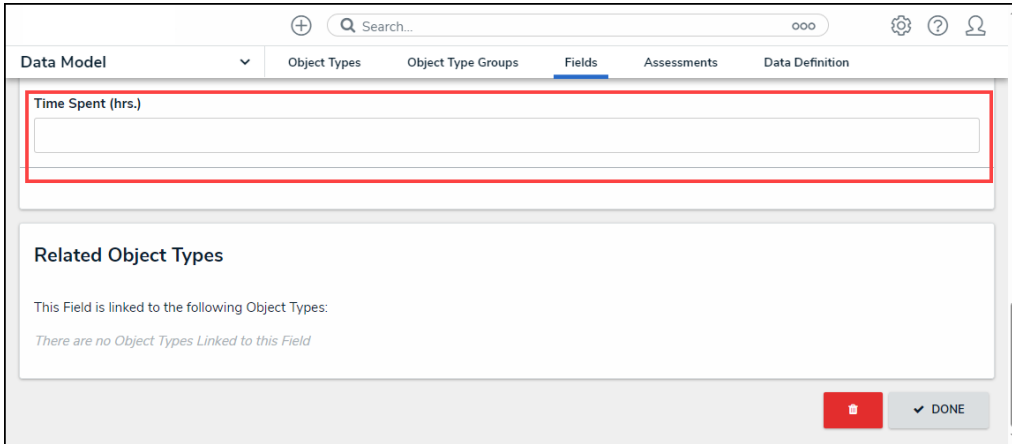 Search...
Data Model
Object Types
Object Type Groups
Fields
Assessments
Data Definition
Time Spent (hrs.)
Related Object Types
This Field is linked to the following Object Types:
There are no Object Types Linked to this Field
DONE